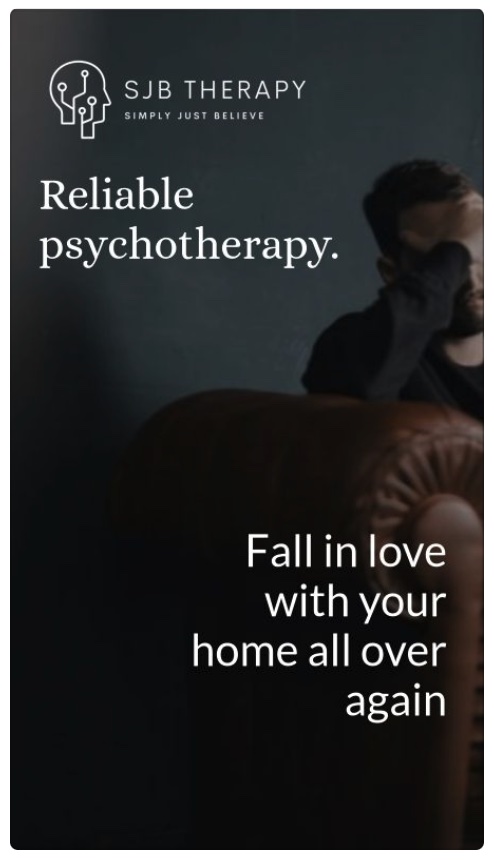 SJB THERAPY
SIMPLY JUST BELIEVE
Reliable
psychotherapy.
Fall in love
with your
home all over
again